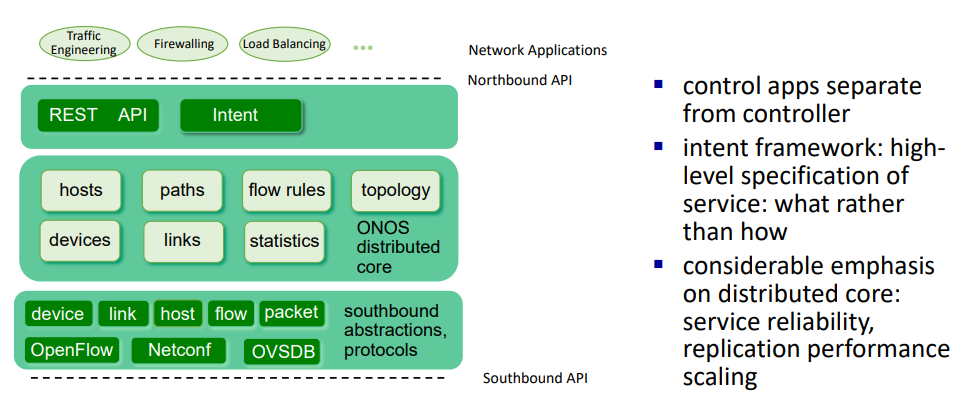 Traffic
Engineering
Firewalling
Load Balancing
...
Network Applications
Northbound API
REST API
Intent
hosts
paths
flow rules
topology
devices
links
statistics
ONOS
distributed
core
device
link
host
flow
packet
OpenFlow
Netconf
OVSDB
southbound
abstractions,
protocols
Southbound API
▪ control apps separate
from controller
▪ intent framework: high-
level specification of
service: what rather
than how
▪ considerable emphasis
on distributed core:
service reliability,
replication performance
scaling